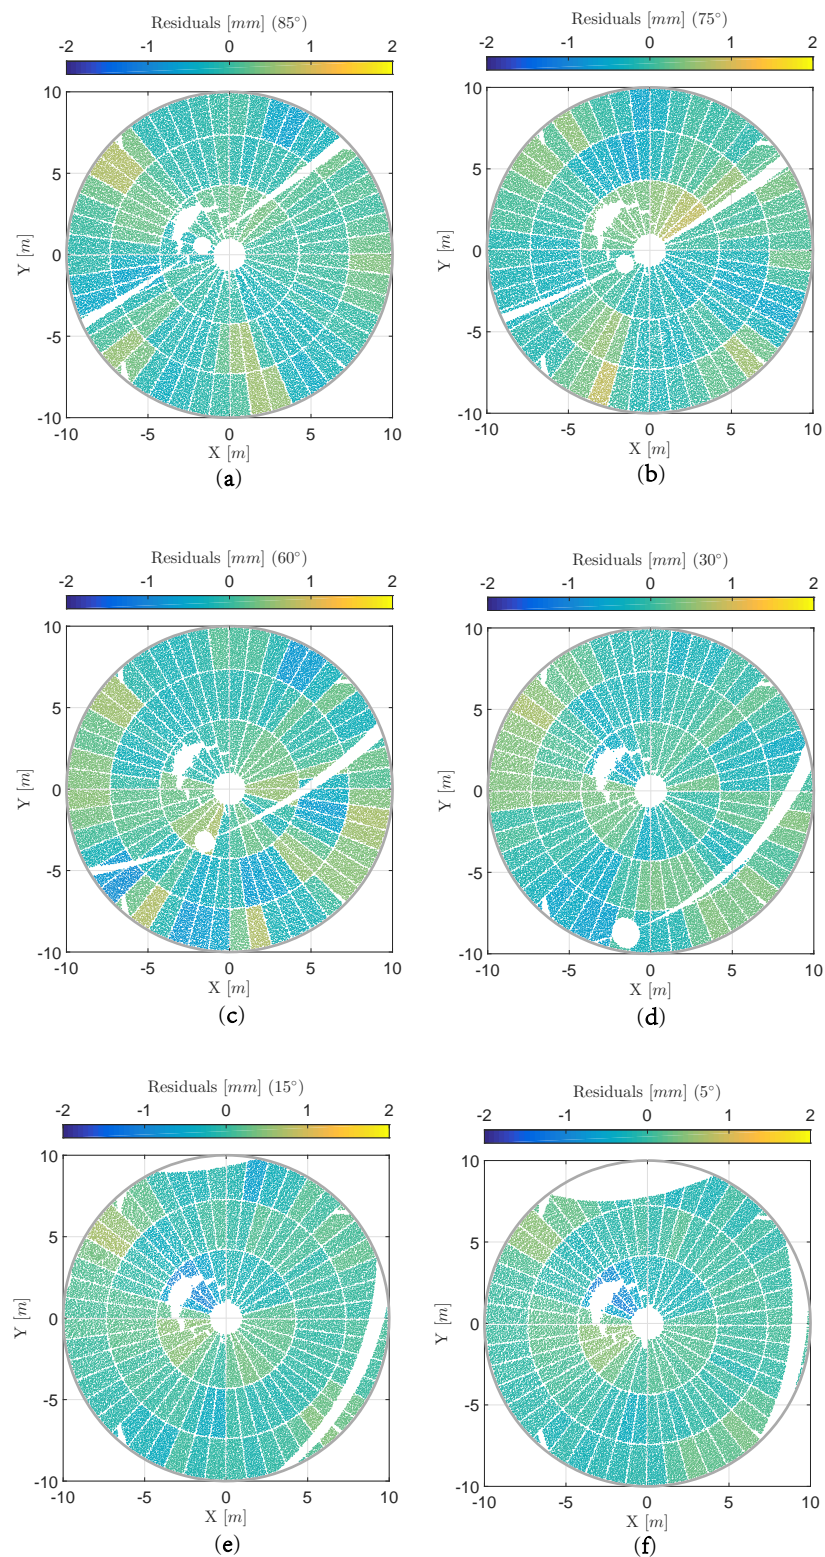 Residuals [mm] (85°)
-2 -1 0 1 2
10
5
0
-5
-10
Y [m]
-10 -5 0 5 10
X [m]
(a)
Residuals [mm] (75°)
-2 -1 0 1 2
10
5
0
-5
-10
Y [m]
-10 -5 0 5 10
X [m]
(b)
Residuals [mm] (60°)
-2 -1 0 1 2
10
5
0
-5
-10
Y [m]
-10 -5 0 5 10
X [m]
(c)
Residuals [mm] (30°)
-2 -1 0 1 2
10
5
0
-5
-10
Y [m]
-10 -5 0 5 10
X [m]
(d)
Residuals [mm] (15°)
-2 -1 0 1 2
10
5
0
-5
-10
Y [m]
-10 -5 0 5 10
X [m]
(e)
Residuals [mm] (5°)
-2 -1 0 1 2
10
5
0
-5
-10
Y [m]
-10 -5 0 5 10
X [m]
(f)